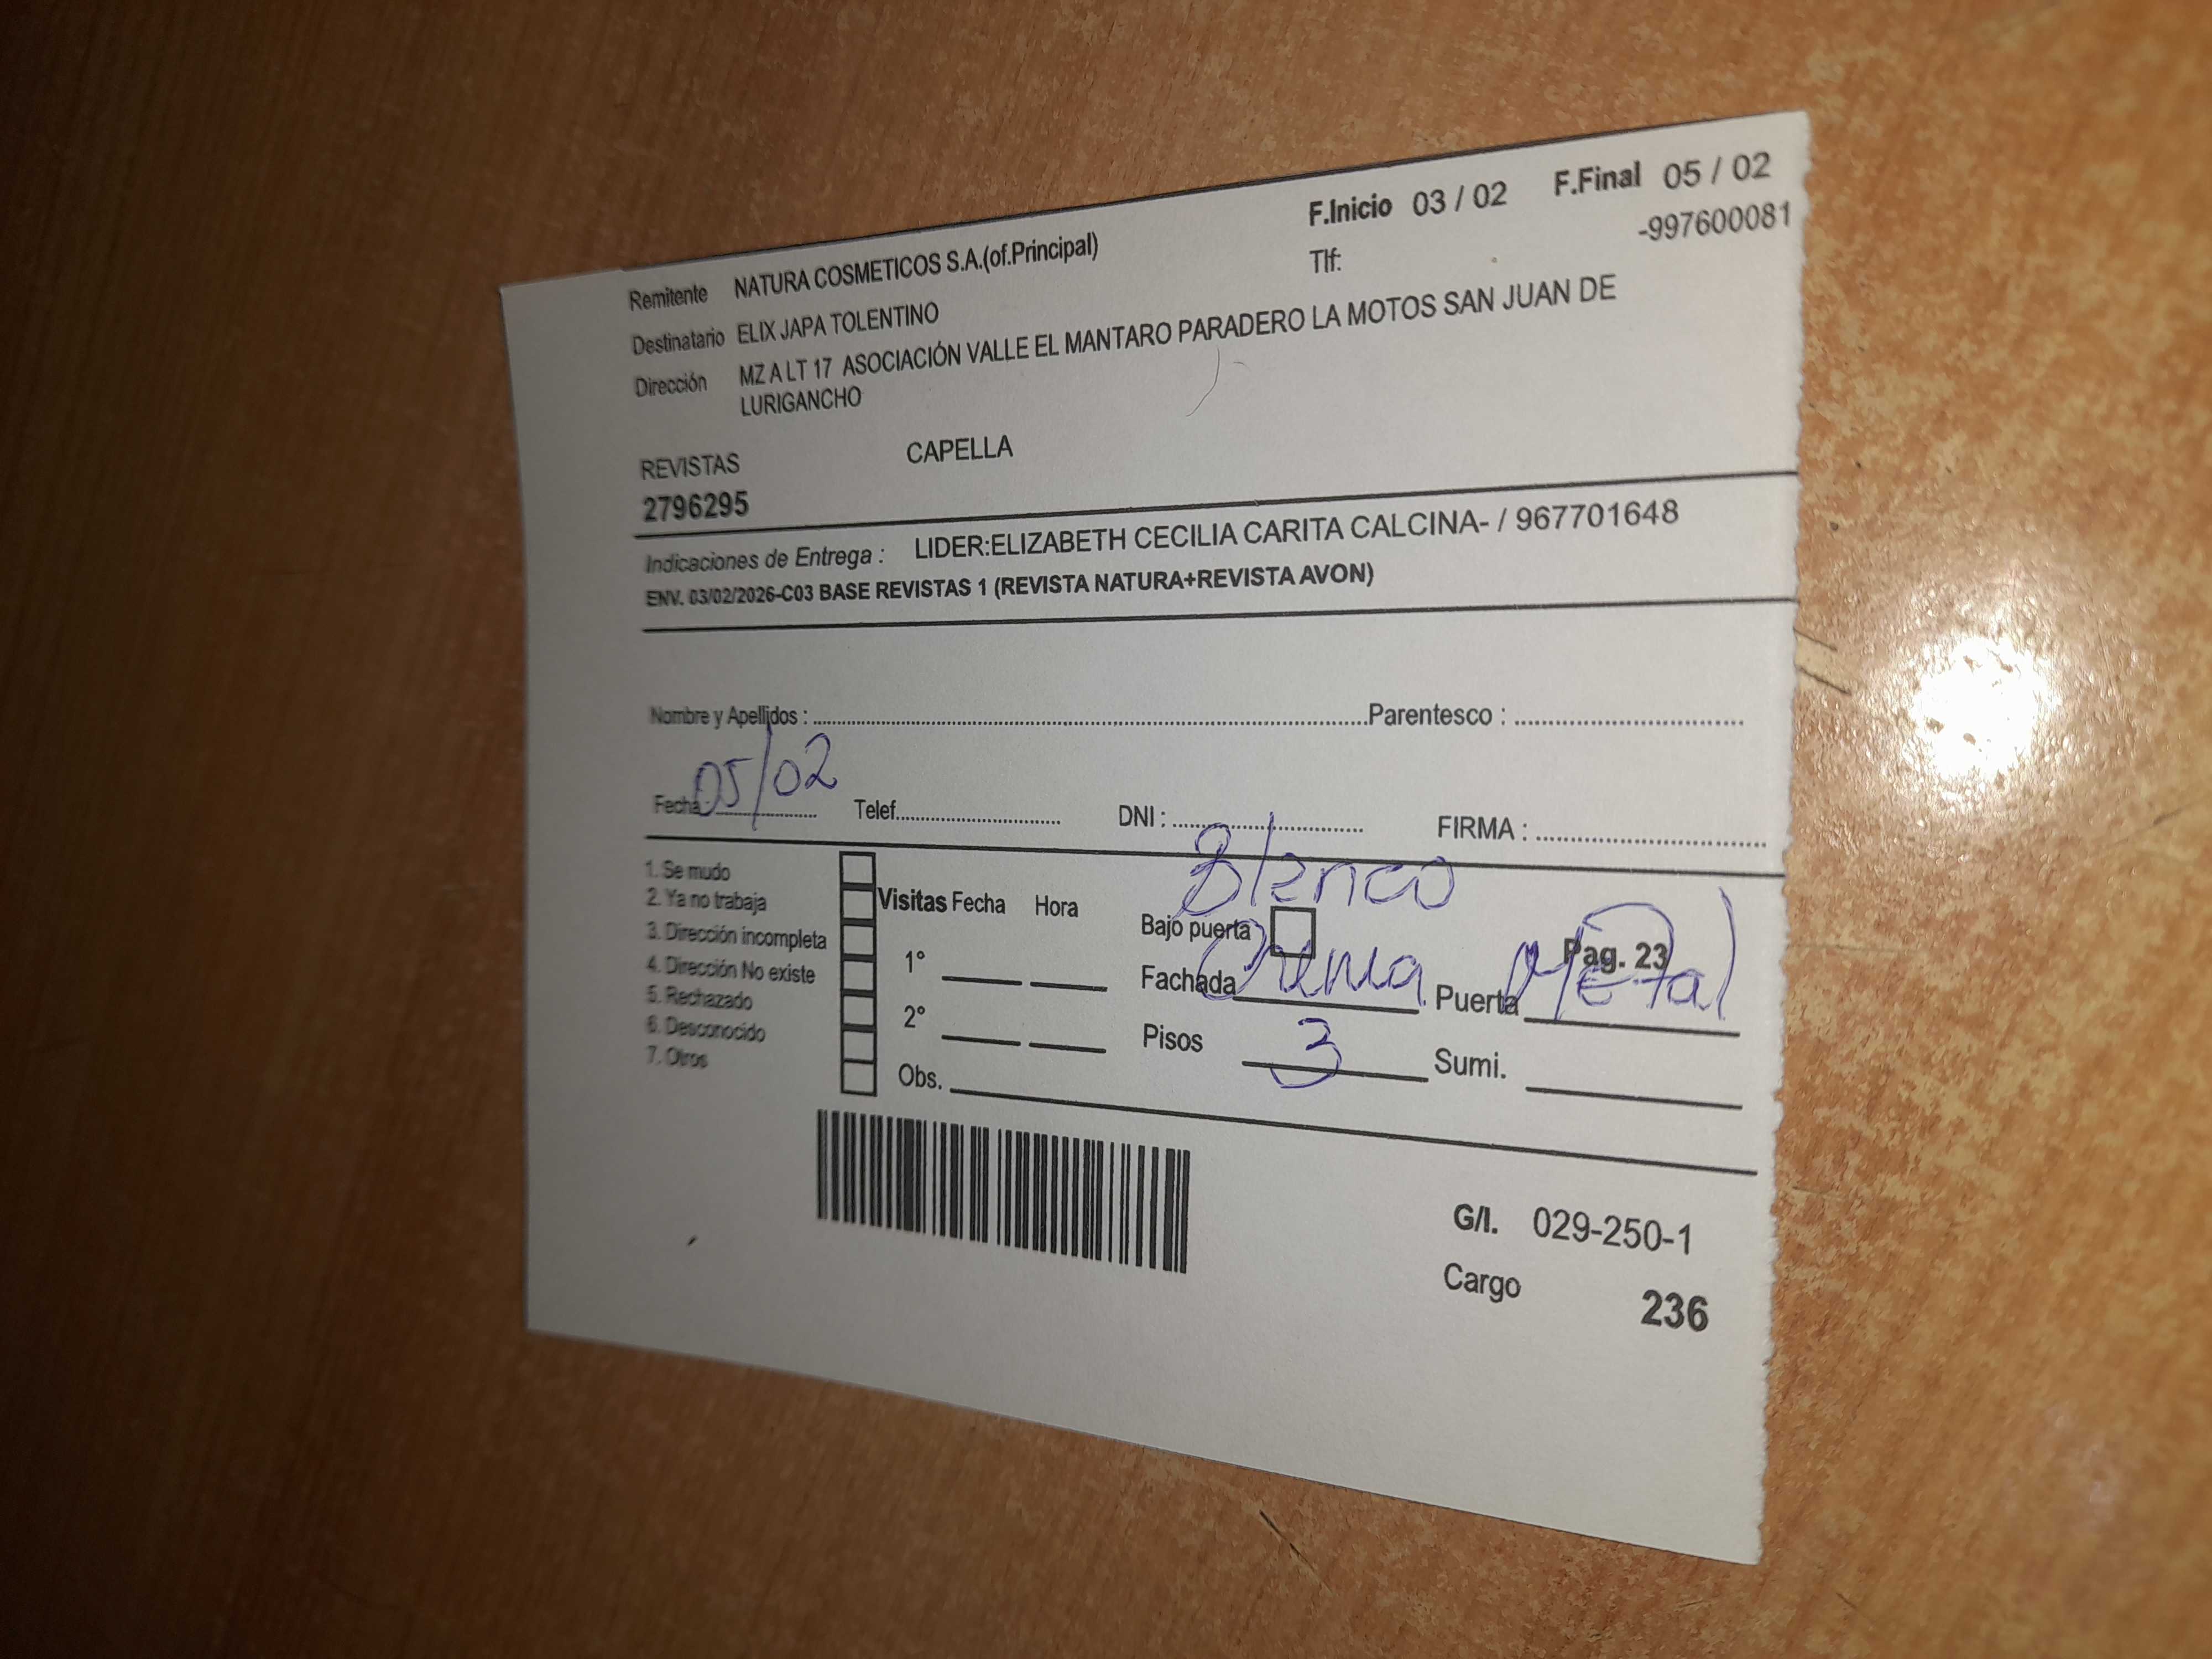 F.Inicio 03 / 02 F.Final 05 / 02
Remitente NATURA COSMETICOS S.A.(of.Principal) Tlf: -997600081
Destinatario ELIX JAPA TOLENTINO
Dirección MZ A LT 17 ASOCIACIÓN VALLE EL MANTARO PARADERO LA MOTOS SAN JUAN DE
LURIGANCHO
REVISTAS CAPELLA
2796295
Indicaciones de Entrega : LIDER:ELIZABETH CECILIA CARITA CALCINA- / 967701648
ENV. 03/02/2026-C03 BASE REVISTAS 1 (REVISTA NATURA+REVISTA AVON)
Nombre y Apellidos : Parentesco :
Fecha: 05/02 Telef. DNI : FIRMA :
1. Se mudo
2. Ya no trabaja
3. Dirección incompleta
4. Dirección No existe
5. Rechazado
6. Desconocido
7. Otros
Visitas Fecha Hora
1°
2°
Obs.
Blanco
Bajo puerta Pag. 23
Fachada Crema Puerta Metal
Pisos 3 Sumi.
G/I. 029-250-1
Cargo 236